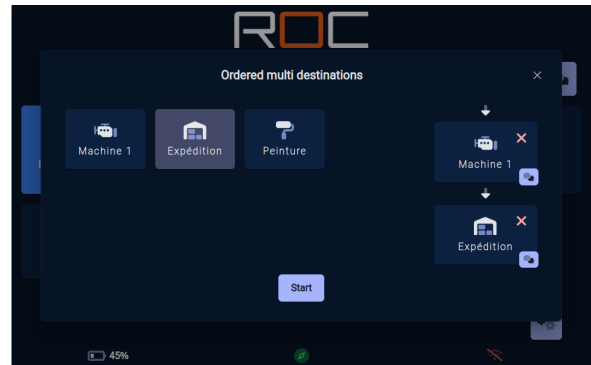 ROC
Ordered multi destinations
Machine 1
Expédition
Peinture
Machine 1
Expédition
Start
45%